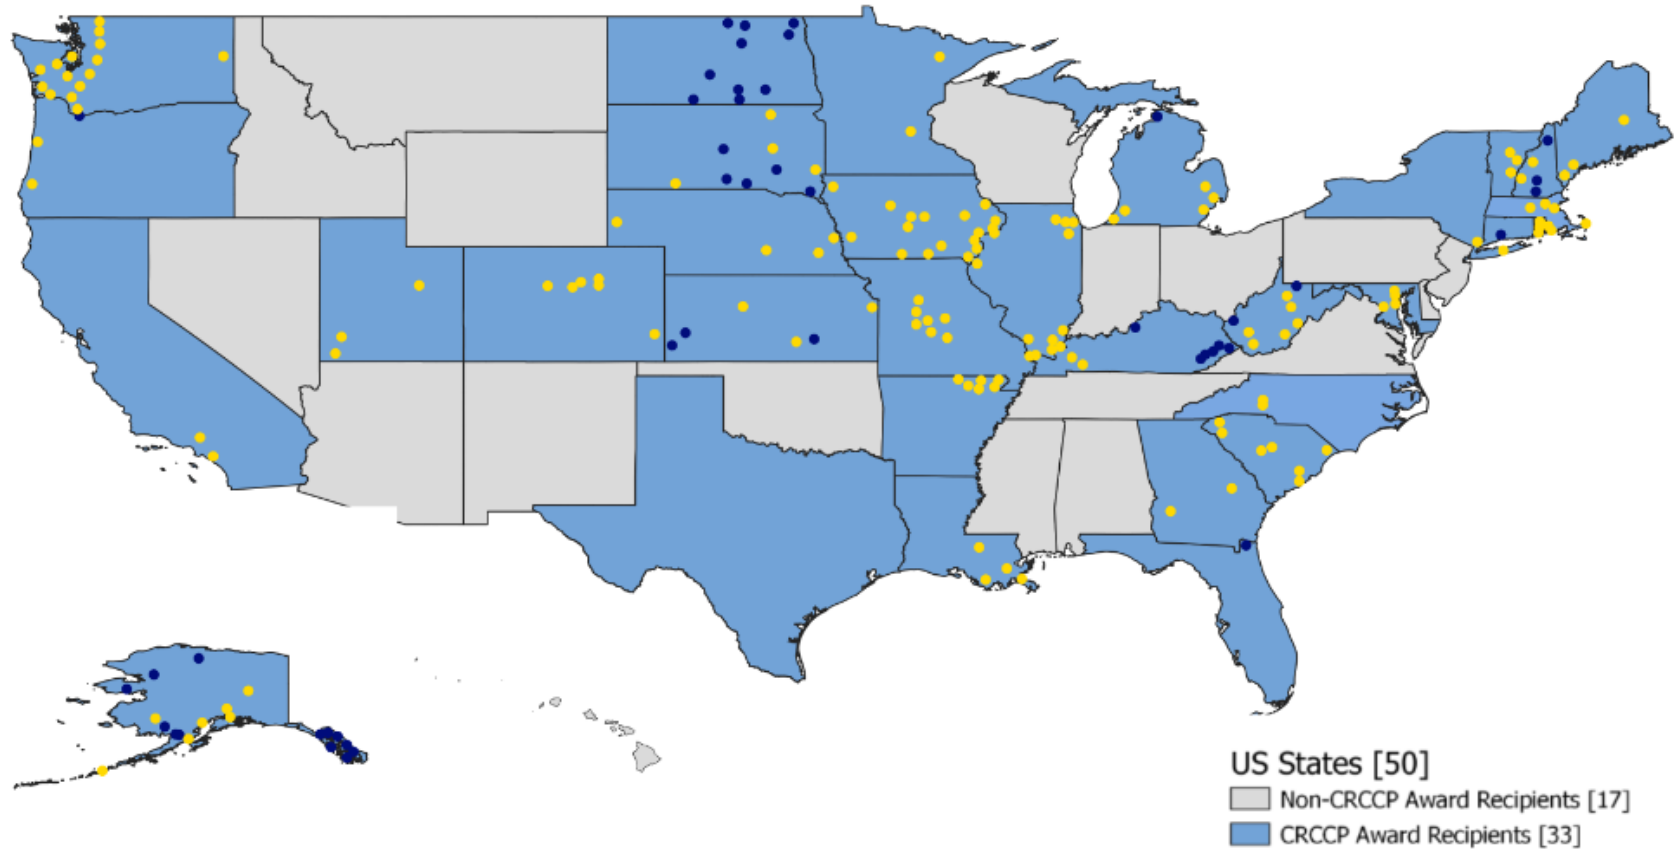 US States [50]
Non-CRCCP Award Recipients [17]
CRCCP Award Recipients [33]